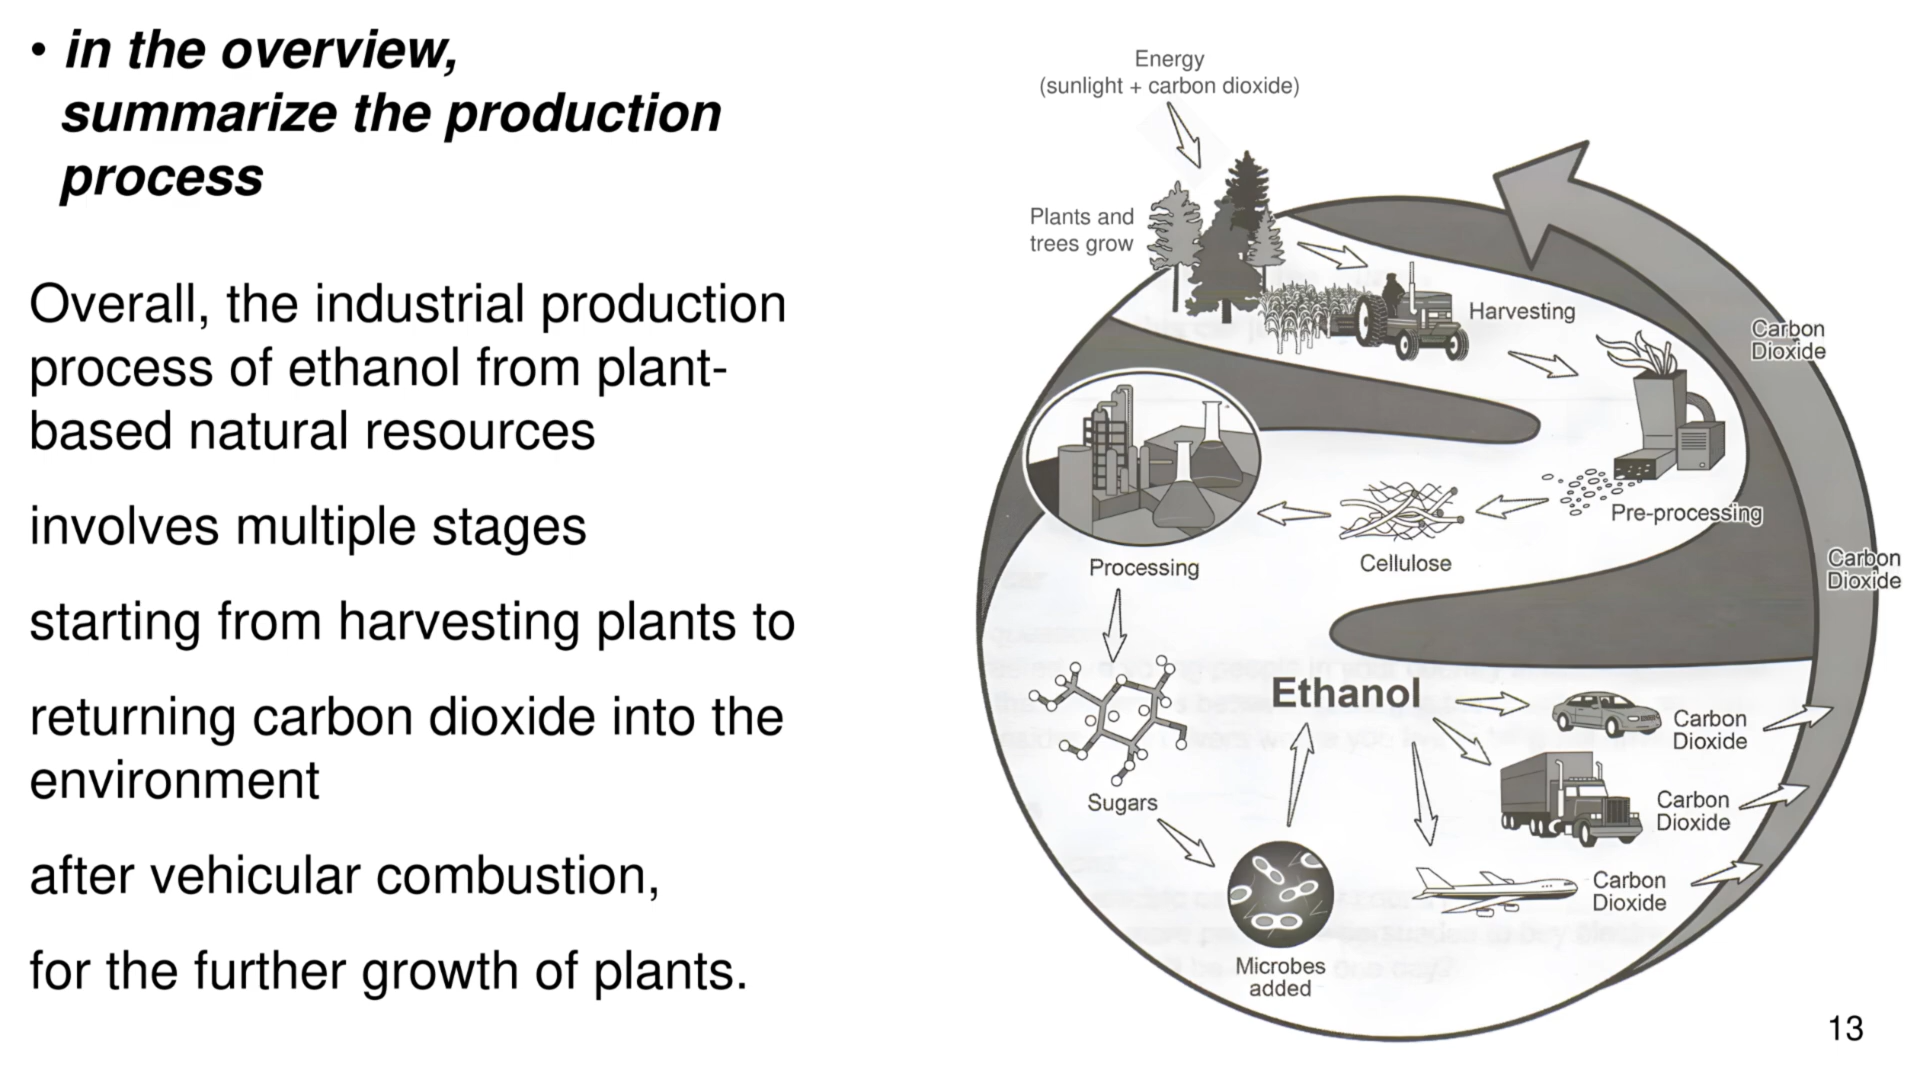 • in the overview,
summarize the production
process
Overall, the industrial production
process of ethanol from plant-
based natural resources
involves multiple stages
starting from harvesting plants to
returning carbon dioxide into the
environment
after vehicular combustion,
for the further growth of plants.
Energy
(sunlight + carbon dioxide)
Plants and
trees grow
Harvesting
Carbon
Dioxide
Pre-processing
Cellulose
Processing
Carbon
Dioxide
Ethanol
Carbon
Dioxide
Sugars
Carbon
Dioxide
Carbon
Dioxide
Microbes
added
13